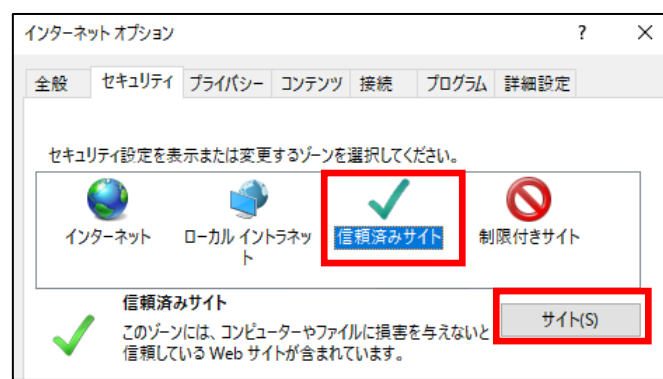 インターネット オプション ? ×
全般 セキュリティ プライバシー コンテンツ 接続 プログラム 詳細設定
セキュリティ設定を表示または変更するゾーンを選択してください。
インターネット ローカル イントラネット 信頼済みサイト 制限付きサイト
信頼済みサイト
サイト(S)
このゾーンには、コンピューターやファイルに損害を与えないと
信頼している Web サイトが含まれています。